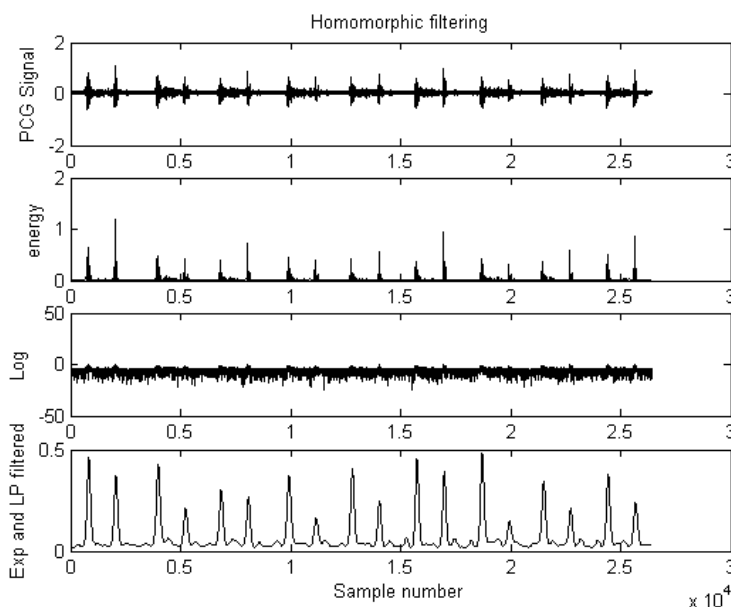 Homomorphic filtering
PCG Signal
2
0
-2
0 0.5 1 1.5 2 2.5 3
energy
2
1
0
0 0.5 1 1.5 2 2.5 3
Log
50
0
-50
0 0.5 1 1.5 2 2.5 3
Exp and LP filtered
0.5
0
0 0.5 1 1.5 2 2.5 3
Sample number
x 10^4